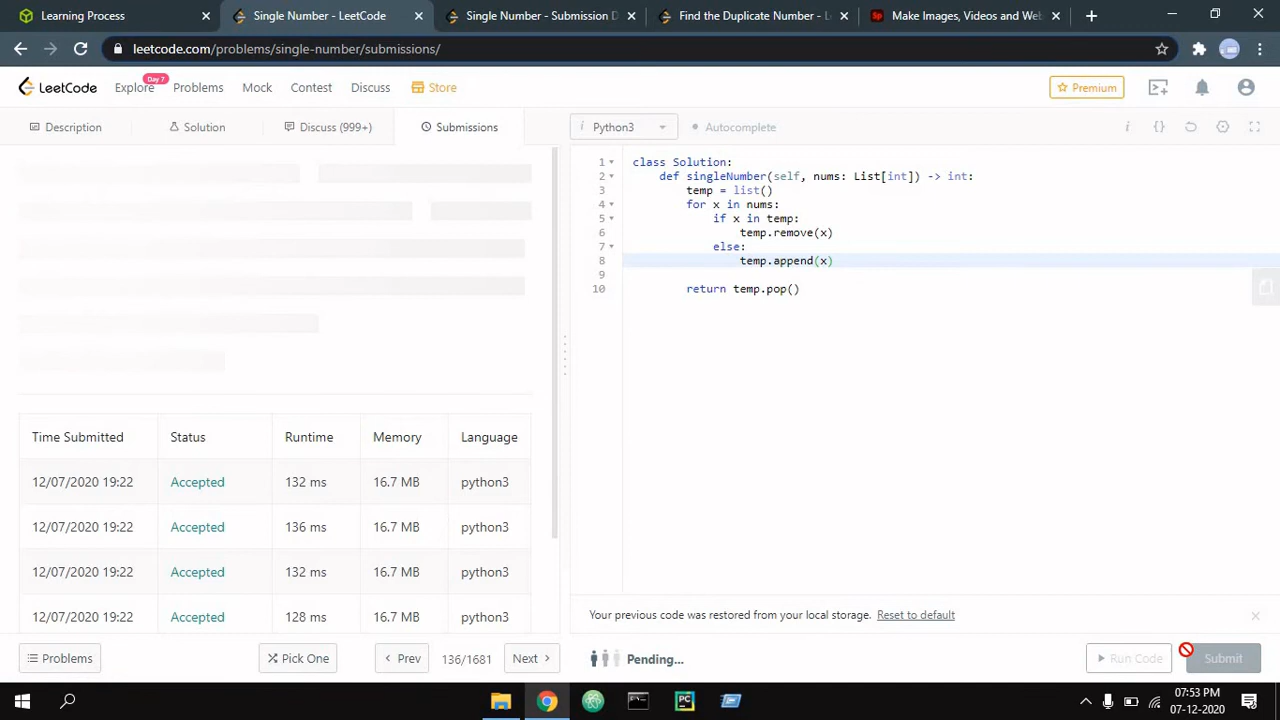 Learning Process
Single Number - LeetCode
Single Number - Submission D
Find the Duplicate Number - L
Sp
Make Images, Videos and Web
leetcode.com/problems/single-number/submissions/
LeetCode
Explore
Day 7
Problems
Mock
Contest
Discuss
Store
Premium
Description
Solution
Discuss (999+)
Submissions
i Python3
Autocomplete
i
{}
1 class Solution:
2 def singleNumber(self, nums: List[int]) -> int:
3 temp = list()
4 for x in nums:
5 if x in temp:
6 temp.remove(x)
7 else:
8 temp.append(x)
9
10 return temp.pop()
Time Submitted Status Runtime Memory Language
12/07/2020 19:22 Accepted 132 ms 16.7 MB python3
12/07/2020 19:22 Accepted 136 ms 16.7 MB python3
12/07/2020 19:22 Accepted 132 ms 16.7 MB python3
12/07/2020 19:22 Accepted 128 ms 16.7 MB python3
Your previous code was restored from your local storage. Reset to default
Problems
Pick One
Prev
136/1681
Next
Pending...
Run Code
Submit
PC
07:53 PM
07-12-2020